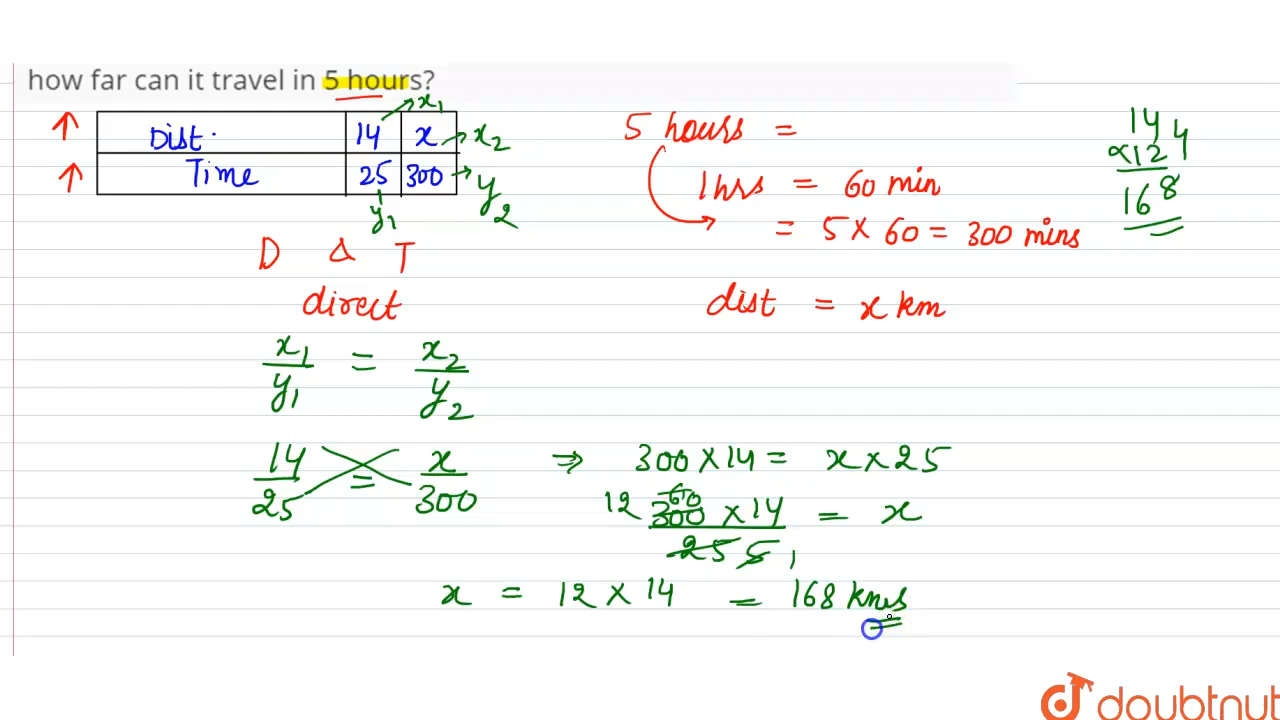 how far can it travel in 5 hours?
Dist. 14 → x1 x → x2
Time 25 y1 300 → y2
5 hours =
1hrs = 60 min
= 5 × 60 = 300 mins
14 4
×12
168
D & T
direct
dist = x km
x1/y1 = x2/y2
14/25 = x/300 ⇒ 300 × 14 = x × 25
12 60 300 × 14 / 25 5 1 = x
x = 12 × 14 = 168 kms
doubtnut